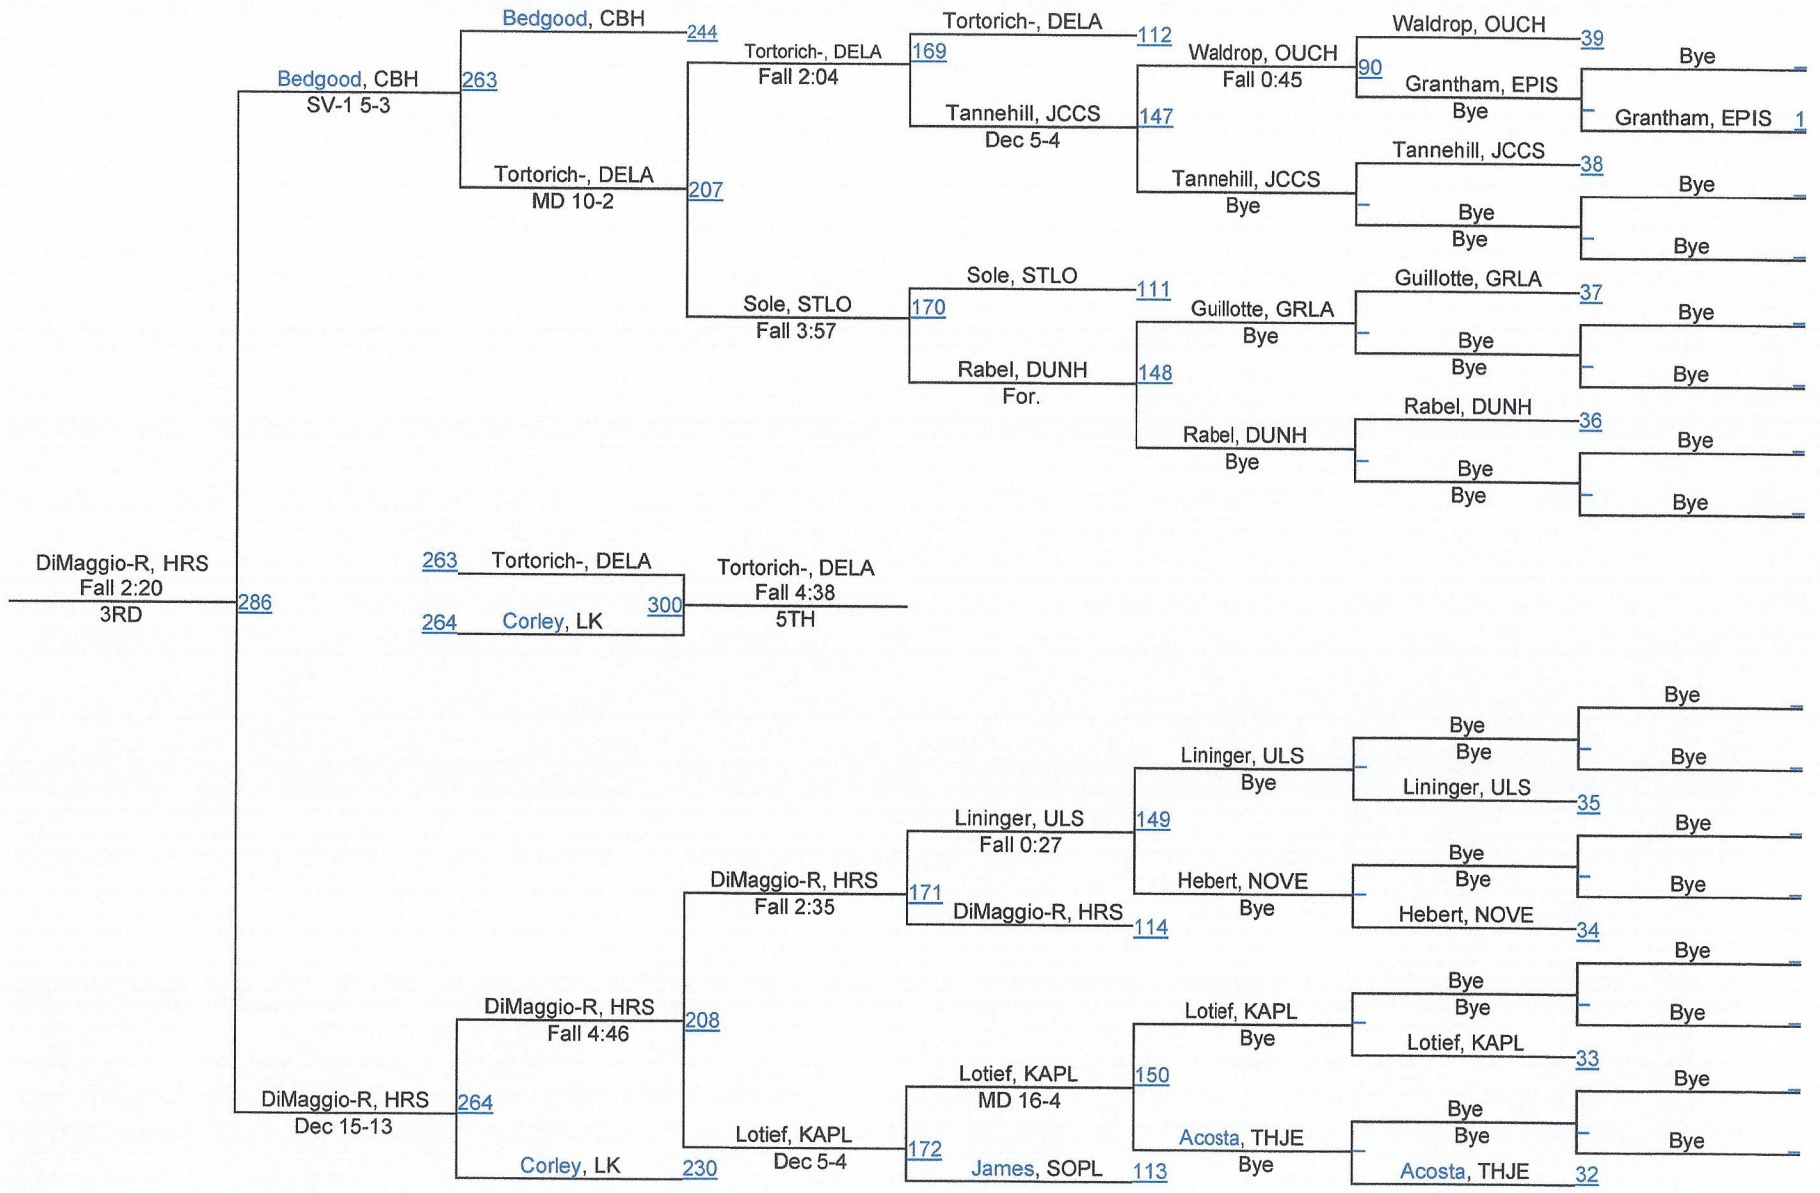 Bedgood, CBH
244
Tortorich-, DELA
112
Waldrop, OUCH
39
Bye
Tortorich-, DELA
Fall 2:04
169
Waldrop, OUCH
Fall 0:45
90
Grantham, EPIS
Bye
Bedgood, CBH
SV-1 5-3
263
Tannehill, JCCS
Dec 5-4
147
Grantham, EPIS 1
Tannehill, JCCS
38
Tortorich-, DELA
MD 10-2
207
Tannehill, JCCS
Bye
Bye
Bye
Bye
Bye
Sole, STLO
111
Guillotte, GRLA
37
Sole, STLO
Fall 3:57
170
Guillotte, GRLA
Bye
Bye
Bye
Bye
Bye
Rabel, DUNH
For.
148
Rabel, DUNH
36
Rabel, DUNH
Bye
Bye
Bye
Bye
Bye
DiMaggio-R, HRS
Fall 2:20
3RD
286
263
Tortorich-, DELA
264
Corley, LK
300
Tortorich-, DELA
Fall 4:38
5TH
Bye
Bye
Bye
Bye
Lininger, ULS
Bye
Lininger, ULS
35
Lininger, ULS
Fall 0:27
149
Bye
Bye
Bye
Bye
DiMaggio-R, HRS
Fall 2:35
171
Hebert, NOVE
Bye
DiMaggio-R, HRS
114
Hebert, NOVE
34
Bye
DiMaggio-R, HRS
Fall 4:46
208
Lotief, KAPL
Bye
Bye
Bye
Bye
Lotief, KAPL
33
DiMaggio-R, HRS
Dec 15-13
264
Lotief, KAPL
MD 16-4
150
Bye
Bye
Bye
Bye
Lotief, KAPL
Dec 5-4
172
Acosta, THJE
Bye
Corley, LK
230
James, SOPL
113
Acosta, THJE
32